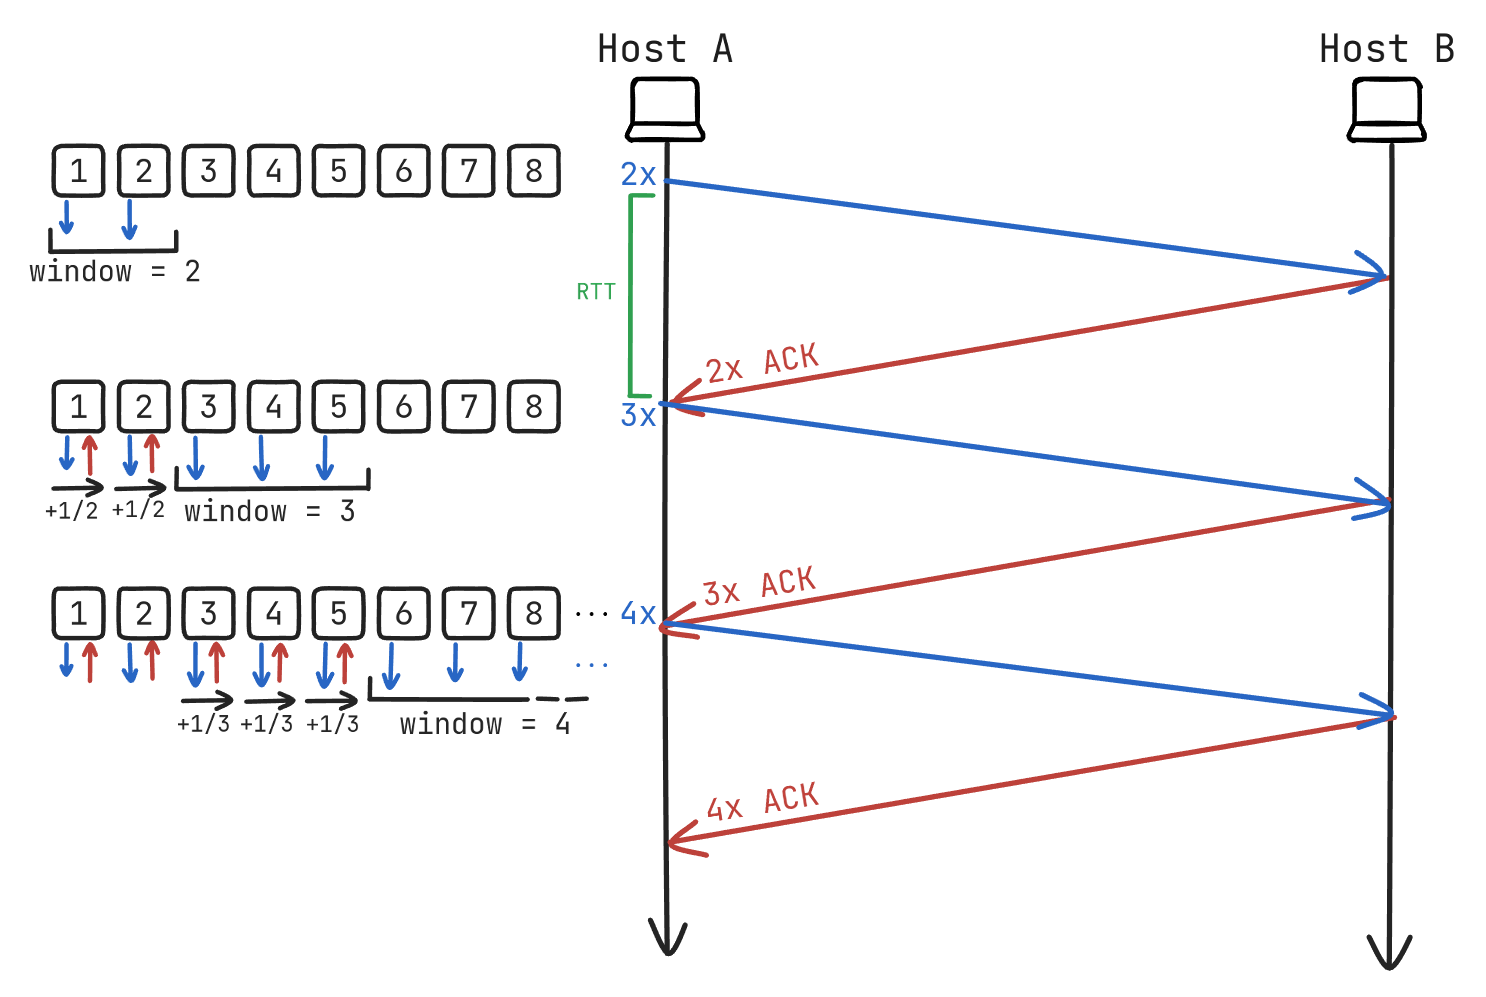 Host A
Host B
1 2 3 4 5 6 7 8
2x
window = 2
RTT
2x ACK
1 2 3 4 5 6 7 8
3x
+1/2 +1/2 window = 3
3x ACK
1 2 3 4 5 6 7 8 ... 4x
...
+1/3 +1/3 +1/3 window = 4
4x ACK